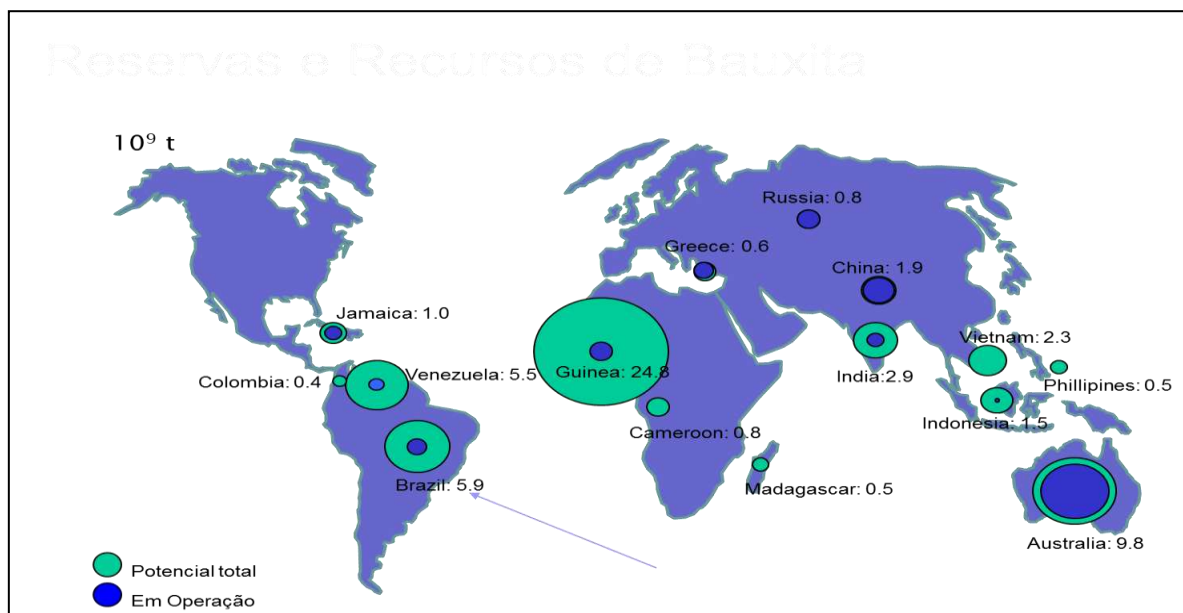 Reservas e Recursos de Bauxita
10⁹ t
Russia: 0.8
Greece: 0.6
China: 1.9
Jamaica: 1.0
Vietnam: 2.3
Colombia: 0.4
Venezuela: 5.5
Guinea: 24.8
India:2.9
Phillipines: 0.5
Indonesia: 1.5
Cameroon: 0.8
Brazil: 5.9
Madagascar: 0.5
Australia: 9.8
Potencial total
Em Operação